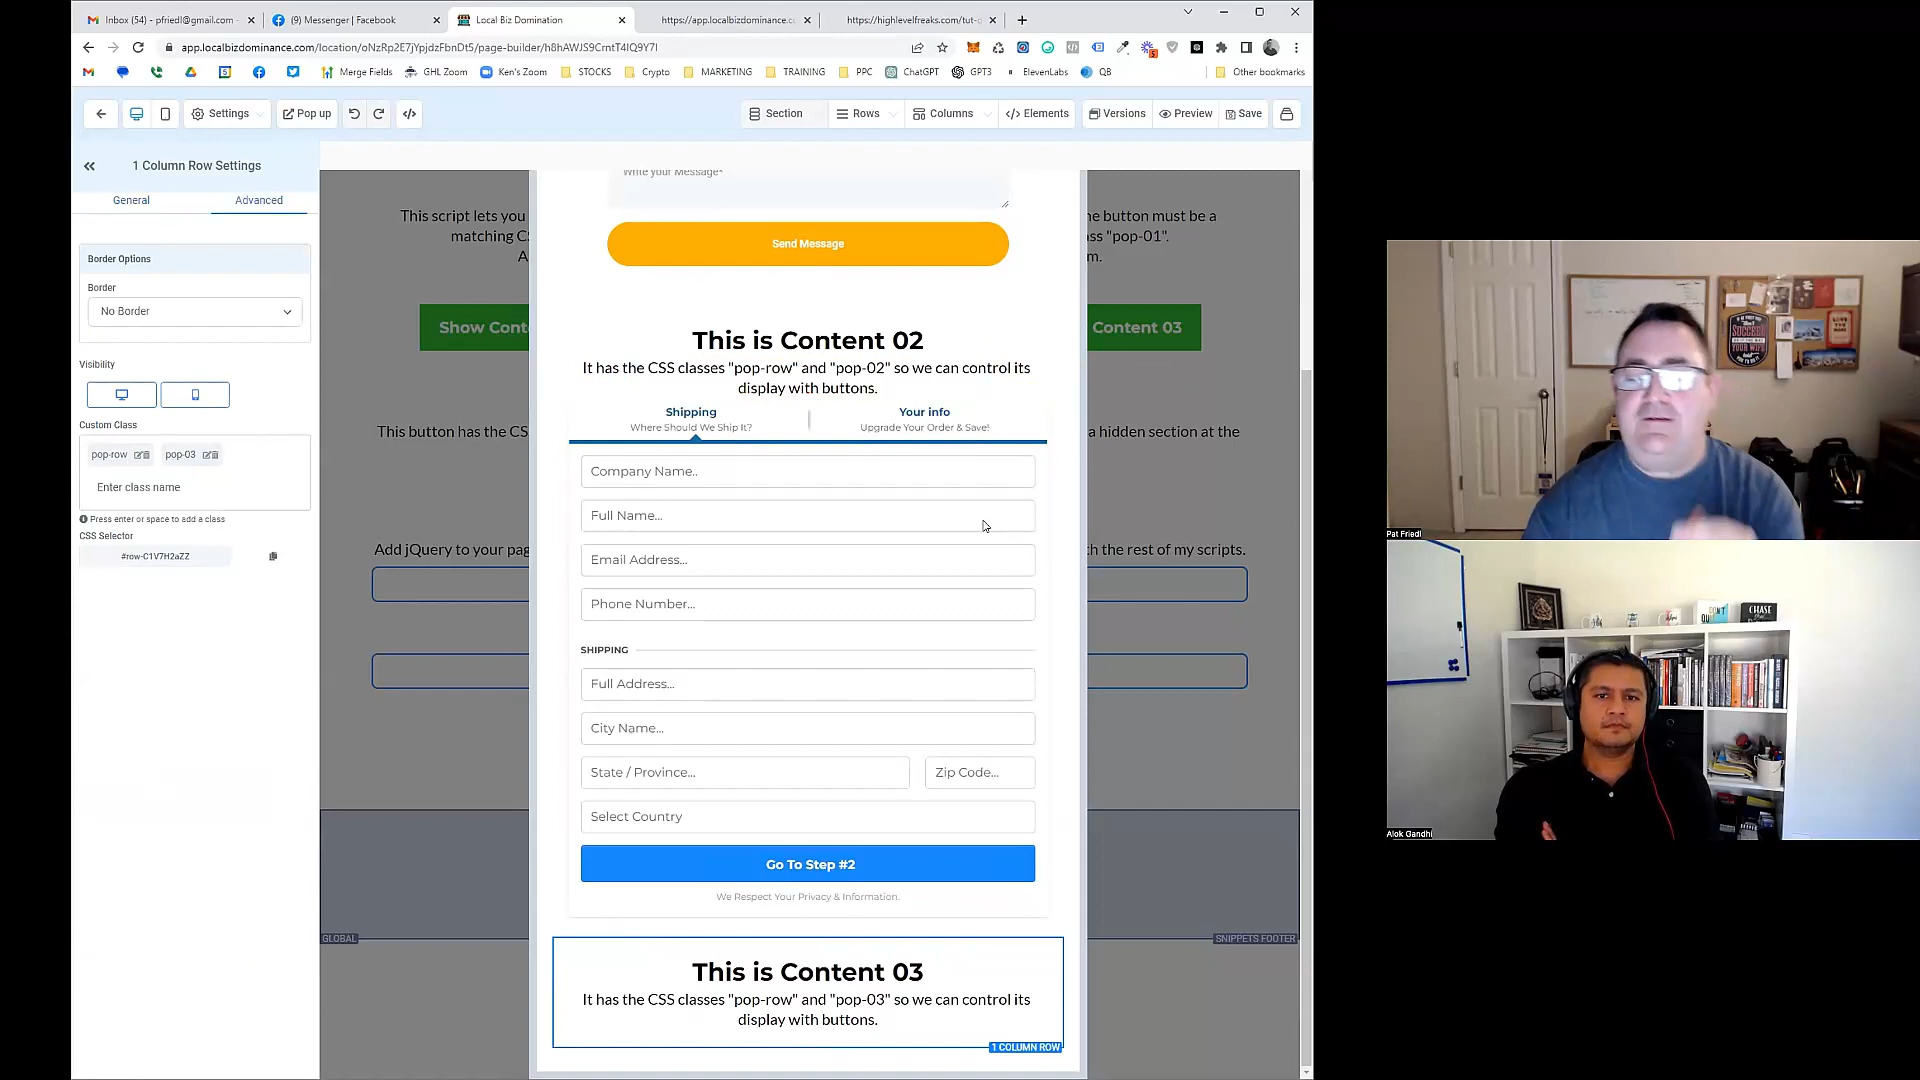 Inbox (54) - pfriedl@gmail.com -
(9) Messenger | Facebook
Local Biz Domination
https://app.localbizdominance.c
https://highlevelfreaks.com/tut-
app.localbizdominance.com/location/oNzRp2E7jYpjdzFbnDt5/page-builder/h8hAWJS9CrntT4lQ9Y7l
Merge Fields
GHL Zoom
Ken's Zoom
STOCKS
Crypto
MARKETING
TRAINING
PPC
ChatGPT
GPT3
ElevenLabs
QB
Other bookmarks
Settings
Pop up
Section
Rows
Columns
Elements
Versions
Preview
Save
1 Column Row Settings
General
Advanced
Border Options
Border
No Border
Visibility
Custom Class
pop-row
pop-03
Enter class name
Press enter or space to add a class
CSS Selector
#row-C1V7H2aZZ
This script lets you
he button must be a
matching C
ss "pop-01".
A
m.
Show Cont
Content 03
This button has the CS
a hidden section at the
Add jQuery to your pag
h the rest of my scripts.
GLOBAL
SNIPPETS FOOTER
Write your Message*
Send Message
This is Content 02
It has the CSS classes "pop-row" and "pop-02" so we can control its
display with buttons.
Shipping
Where Should We Ship It?
Your info
Upgrade Your Order & Save!
Company Name..
Full Name...
Email Address...
Phone Number...
SHIPPING
Full Address...
City Name...
State / Province...
Zip Code...
Select Country
Go To Step #2
We Respect Your Privacy & Information.
This is Content 03
It has the CSS classes "pop-row" and "pop-03" so we can control its
display with buttons.
1 COLUMN ROW
SUCCESS
YOUR WIFE
Pat Friedl
CHASE
Alok Gandhi